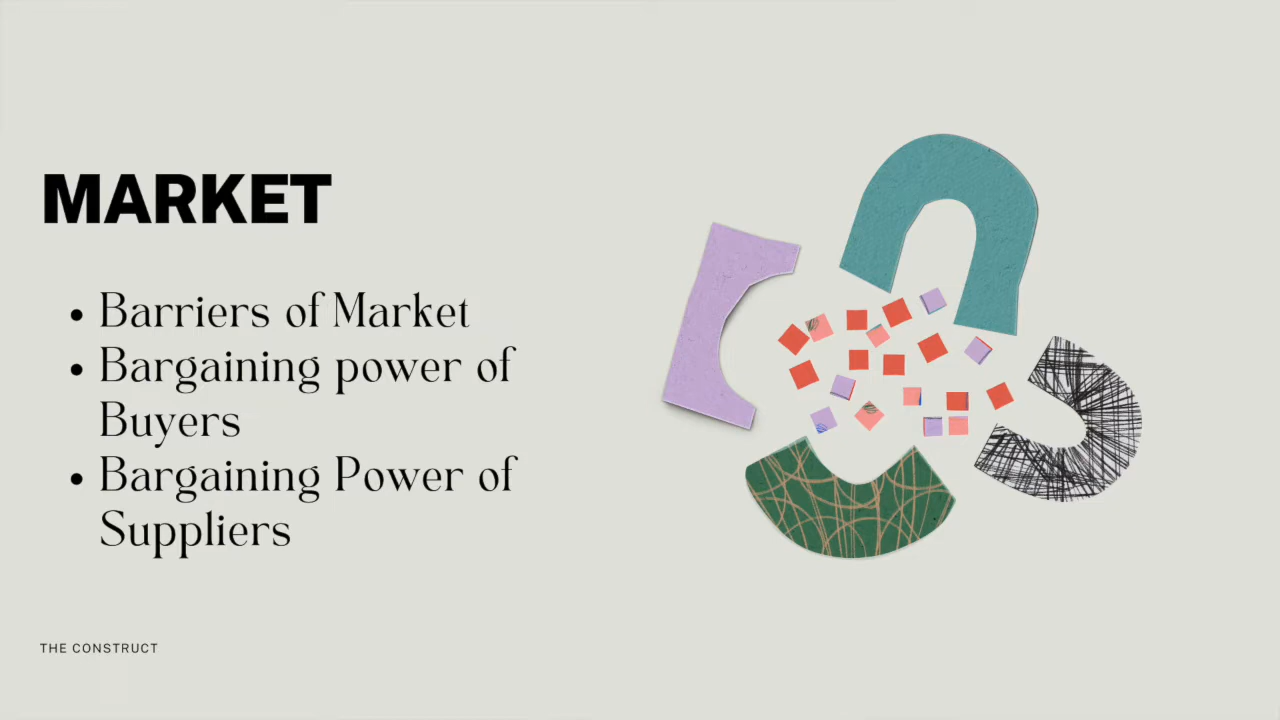 MARKET
• Barriers of Market
• Bargaining power of
Buyers
• Bargaining Power of
Suppliers
THE CONSTRUCT